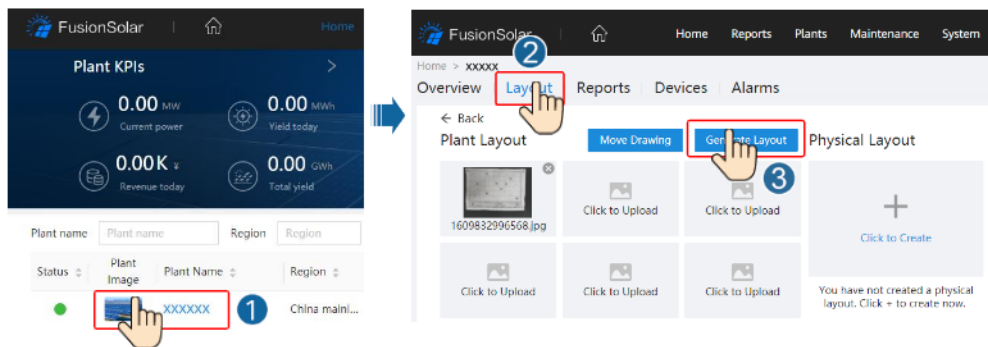 FusionSolar Home
Plant KPIs >
0.00 MW
Current power
0.00 MWh
Yield today
0.00K ¥
Revenue today
0.00 GWh
Total yield
Plant name Plant name Region Region
Status Plant Image Plant Name Region
XXXXXX 1 China mainl...
FusionSolar Home Reports Plants Maintenance System
2
Home > xxxxx
Overview Layout Reports Devices Alarms
← Back
Plant Layout Move Drawing Generate Layout Physical Layout
3
1609832996568.jpg Click to Upload Click to Upload
Click to Create
Click to Upload Click to Upload Click to Upload
You have not created a physical
layout. Click + to create now.